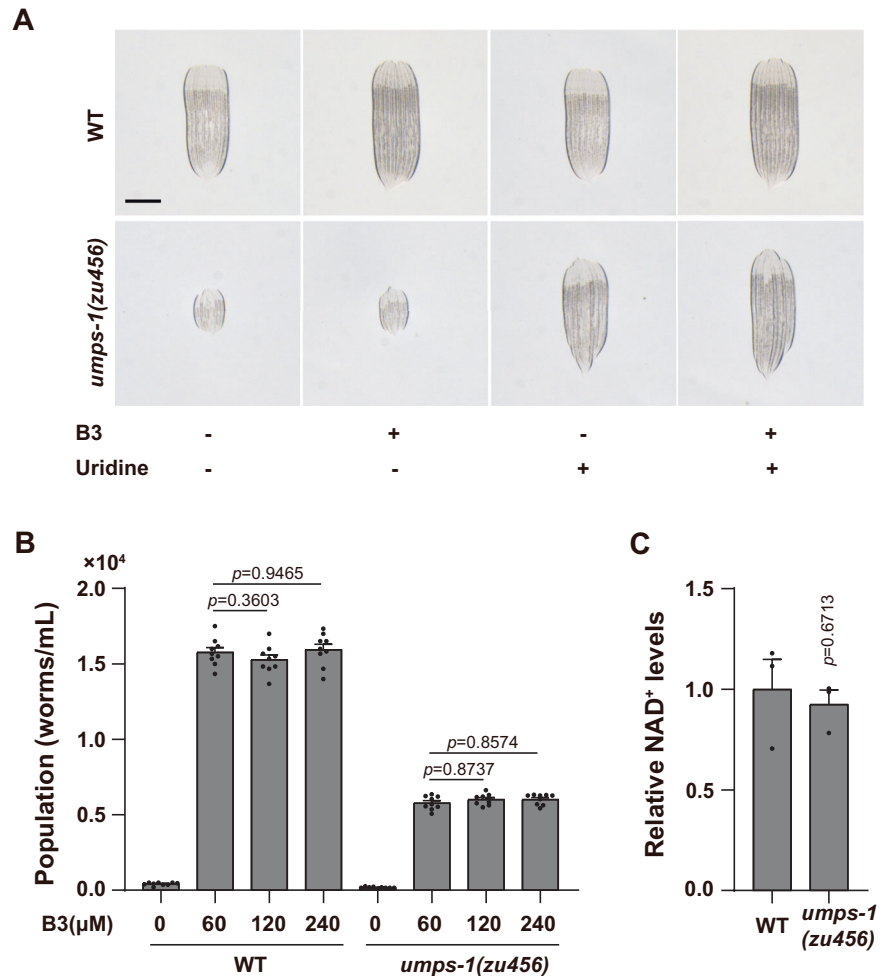 A
WT
umps-1(zu456)
B3 - + - +
Uridine - - + +
B
×10⁴
Population (worms/mL)
2.0
1.5
1.0
0.5
0.0
p=0.9465
p=0.3603
p=0.8574
p=0.8737
B3(μM) 0 60 120 240 0 60 120 240
WT umps-1(zu456)
C
Relative NAD⁺ levels
1.5
1.0
0.5
0.0
p=0.6713
WT umps-1
(zu456)